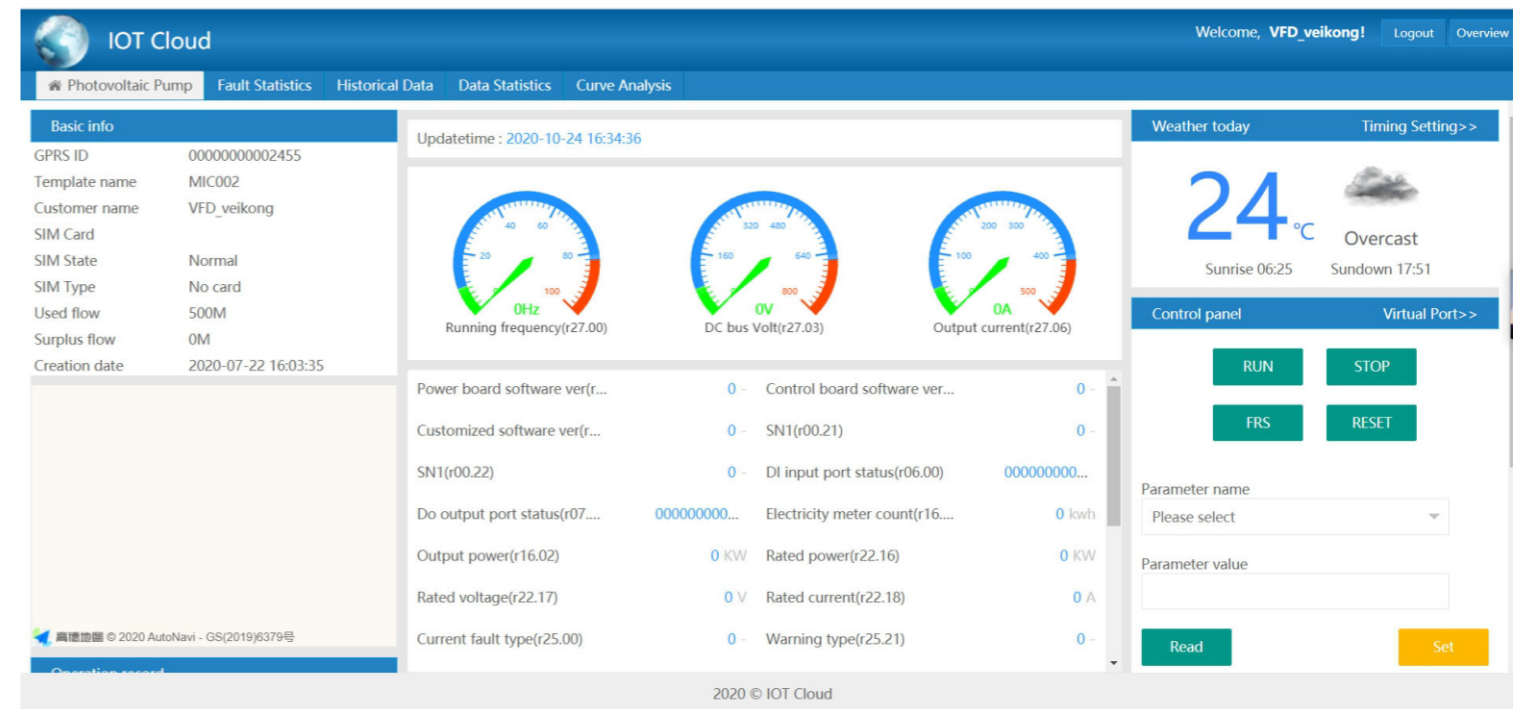 IOT Cloud
Welcome, VFD_veikong!
Logout
Overview
Photovoltaic Pump
Fault Statistics
Historical Data
Data Statistics
Curve Analysis
Basic info
GPRS ID 00000000002455
Template name MIC002
Customer name VFD_veikong
SIM Card
SIM State Normal
SIM Type No card
Used flow 500M
Surplus flow 0M
Creation date 2020-07-22 16:03:35
高德地圖 © 2020 AutoNavi - GS(2019)6379号
Operation record
Updatetime : 2020-10-24 16:34:36
0 20 40 60 80 100
0Hz
Running frequency(r27.00)
0 160 320 480 640 800
0V
DC bus Volt(r27.03)
0 100 200 300 400 500
0A
Output current(r27.06)
Power board software ver(r... 0 - Control board software ver... 0 -
Customized software ver(r... 0 - SN1(r00.21) 0 -
SN1(r00.22) 0 - DI input port status(r06.00) 000000000...
Do output port status(r07.... 000000000... Electricity meter count(r16.... 0 kwh
Output power(r16.02) 0 KW Rated power(r22.16) 0 KW
Rated voltage(r22.17) 0 V Rated current(r22.18) 0 A
Current fault type(r25.00) 0 - Warning type(r25.21) 0 -
Weather today Timing Setting>>
24 °C
Overcast
Sunrise 06:25 Sundown 17:51
Control panel Virtual Port>>
RUN STOP
FRS RESET
Parameter name
Please select
Parameter value
Read Set
2020 © IOT Cloud